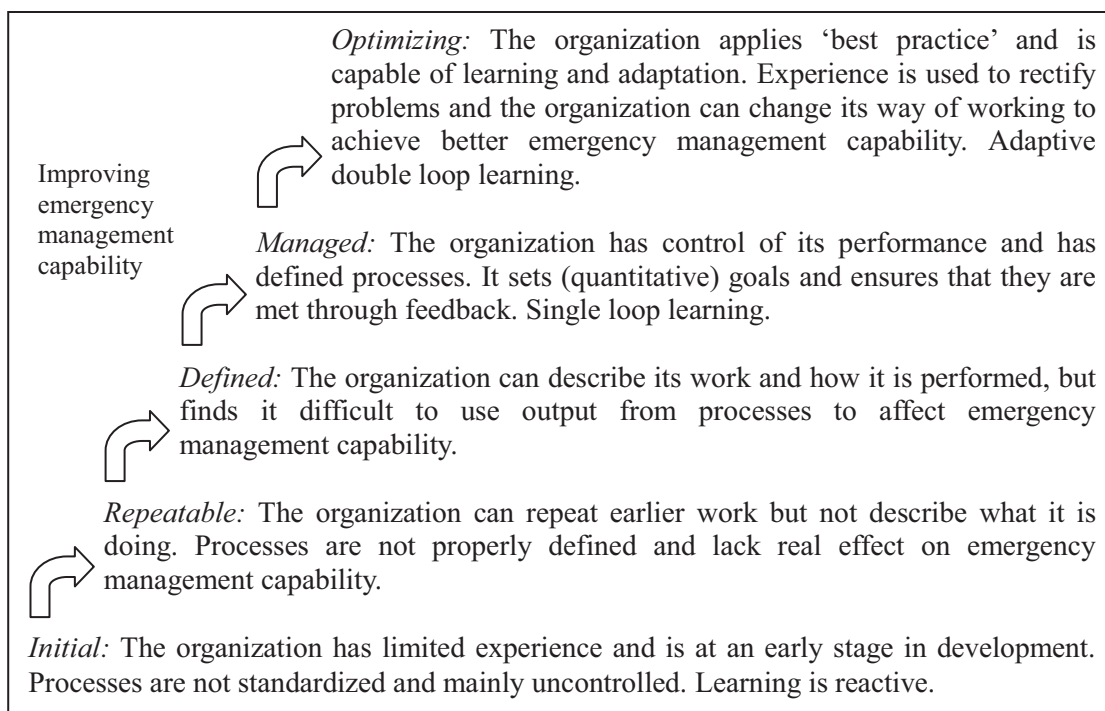 Optimizing: The organization applies ‘best practice’ and is
capable of learning and adaptation. Experience is used to rectify
problems and the organization can change its way of working to
achieve better emergency management capability. Adaptive
double loop learning.
Improving
emergency
management
capability
Managed: The organization has control of its performance and has
defined processes. It sets (quantitative) goals and ensures that they are
met through feedback. Single loop learning.
Defined: The organization can describe its work and how it is performed, but
finds it difficult to use output from processes to affect emergency
management capability.
Repeatable: The organization can repeat earlier work but not describe what it is
doing. Processes are not properly defined and lack real effect on emergency
management capability.
Initial: The organization has limited experience and is at an early stage in development.
Processes are not standardized and mainly uncontrolled. Learning is reactive.